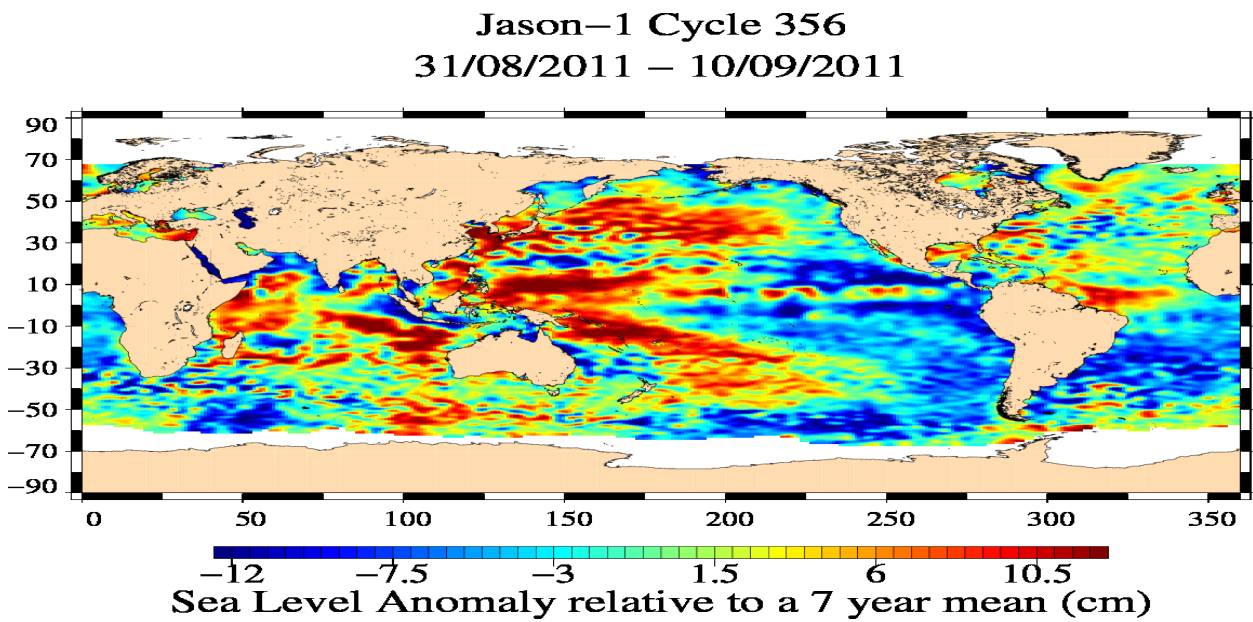 Jason−1 Cycle 356
31/08/2011 − 10/09/2011
90
70
50
30
10
−10
−30
−50
−70
−90
0 50 100 150 200 250 300 350
−12 −7.5 −3 1.5 6 10.5
Sea Level Anomaly relative to a 7 year mean (cm)